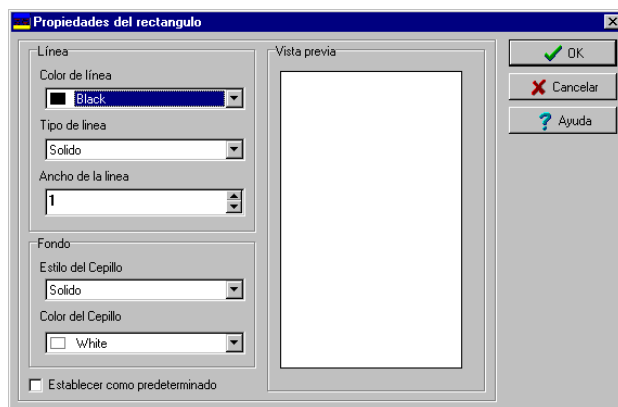 Propiedades del rectangulo
Línea
Color de línea
Black
Tipo de linea
Solido
Ancho de la linea
1
Fondo
Estilo del Cepillo
Solido
Color del Cepillo
White
Establecer como predeterminado
Vista previa
OK
Cancelar
Ayuda